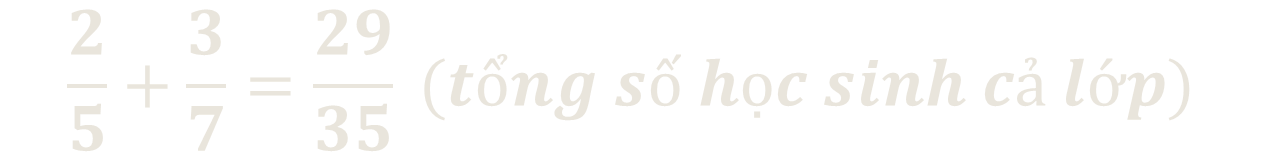 2/5 + 3/7 = 29/35 (tổng số học sinh cả lớp)